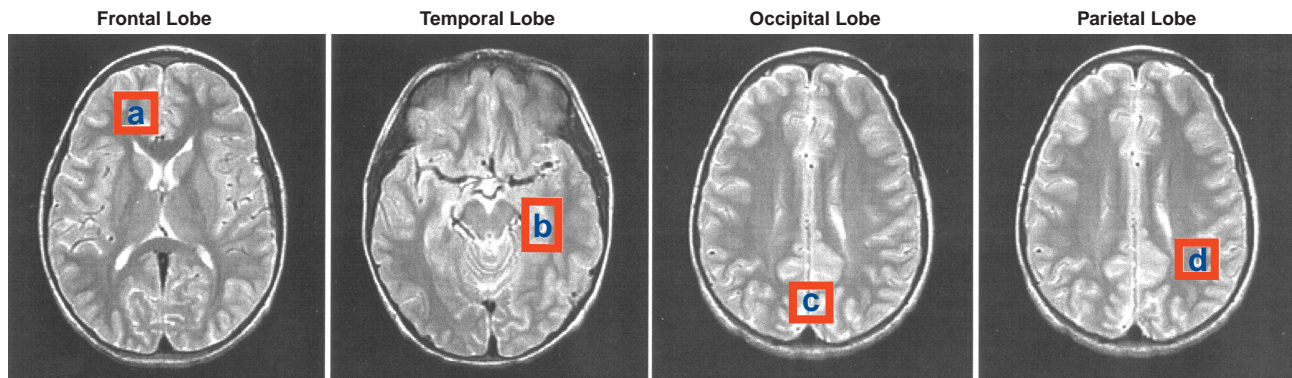 Frontal Lobe
Temporal Lobe
Occipital Lobe
Parietal Lobe
a
b
c
d